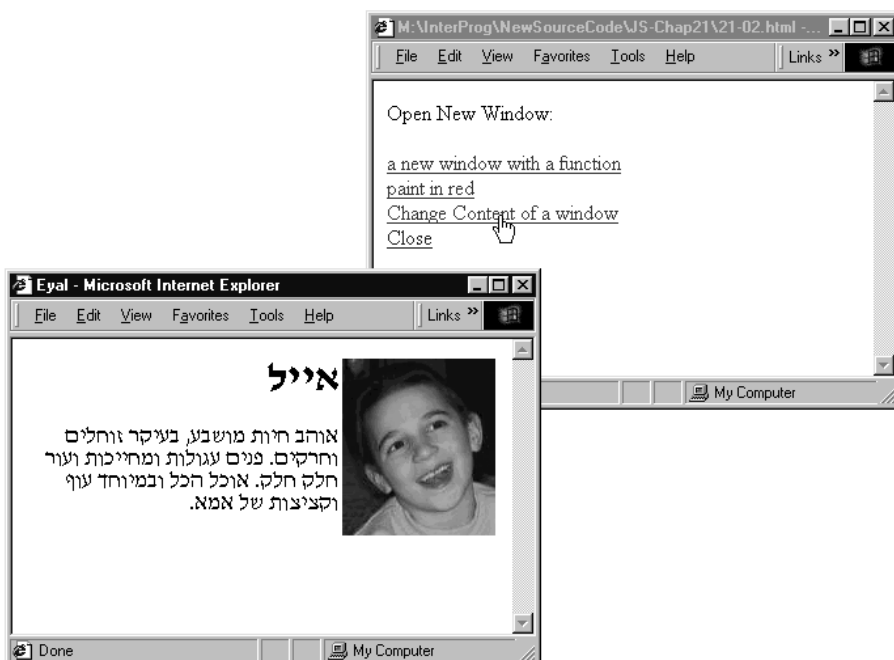 M:\InterProg\NewSourceCode\JS-Chap21\21-02.html -...
File Edit View Favorites Tools Help Links »
Open New Window:
a new window with a function
paint in red
Change Content of a window
Close
My Computer
Eyal - Microsoft Internet Explorer
File Edit View Favorites Tools Help Links »
אייל
אוהב חיות מושבע, בעיקר זוחלים
וחרקים. פנים עגולות ומחייכות ועור
חלק חלק. אוכל הכל ובמיוחד עוף
וקציצות של אמא.
Done My Computer